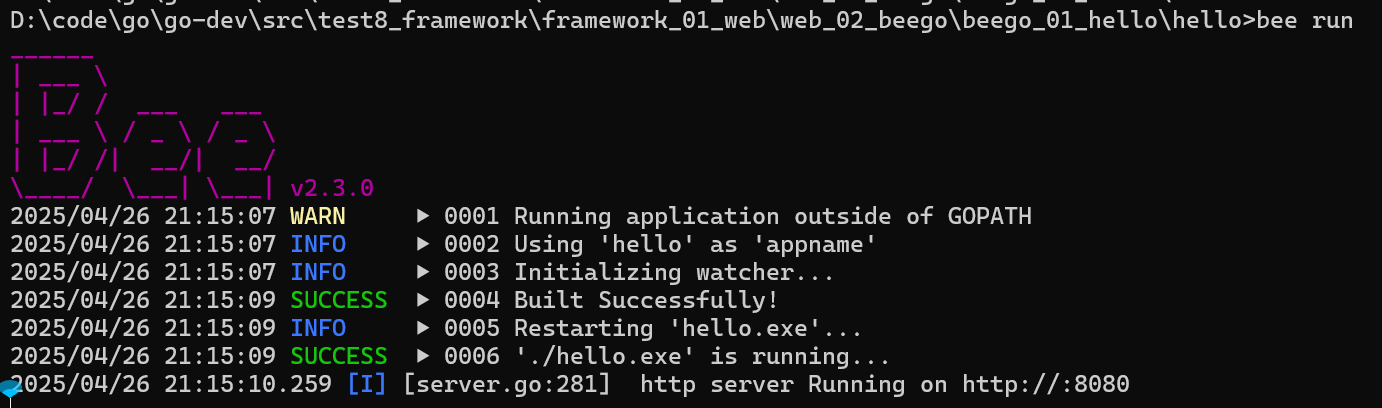 D:\code\go\go-dev\src\test8_framework\framework_01_web\web_02_beego\beego_01_hello\hello>bee run
______
| ___ \
| |_/ /  ___   ___
| ___ \ / _ \ / _ \
| |_/ /|  __/|  __/
\____/  \___| \___| v2.3.0
2025/04/26 21:15:07 WARN     ▶ 0001 Running application outside of GOPATH
2025/04/26 21:15:07 INFO     ▶ 0002 Using 'hello' as 'appname'
2025/04/26 21:15:07 INFO     ▶ 0003 Initializing watcher...
2025/04/26 21:15:09 SUCCESS  ▶ 0004 Built Successfully!
2025/04/26 21:15:09 INFO     ▶ 0005 Restarting 'hello.exe'...
2025/04/26 21:15:09 SUCCESS  ▶ 0006 './hello.exe' is running...
2025/04/26 21:15:10.259 [I] [server.go:281]  http server Running on http://:8080